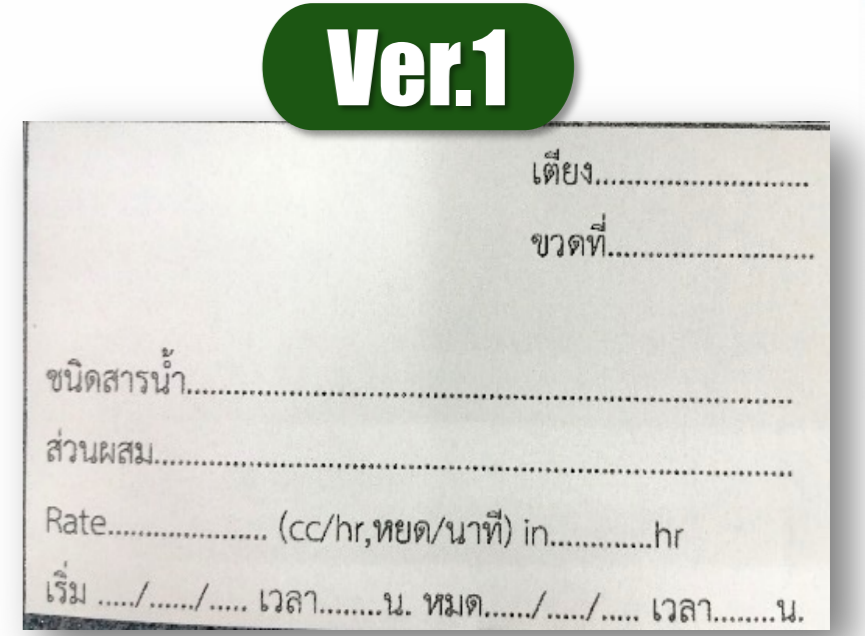 Ver.1
เตียง...........................
ขวดที่..........................
ชนิดสารน้ำ...........................................................................
ส่วนผสม................................................................................
Rate.................... (cc/hr,หยด/นาที) in.............hr
เริ่ม ...../....../..... เวลา........น. หมด....../...../..... เวลา........น.